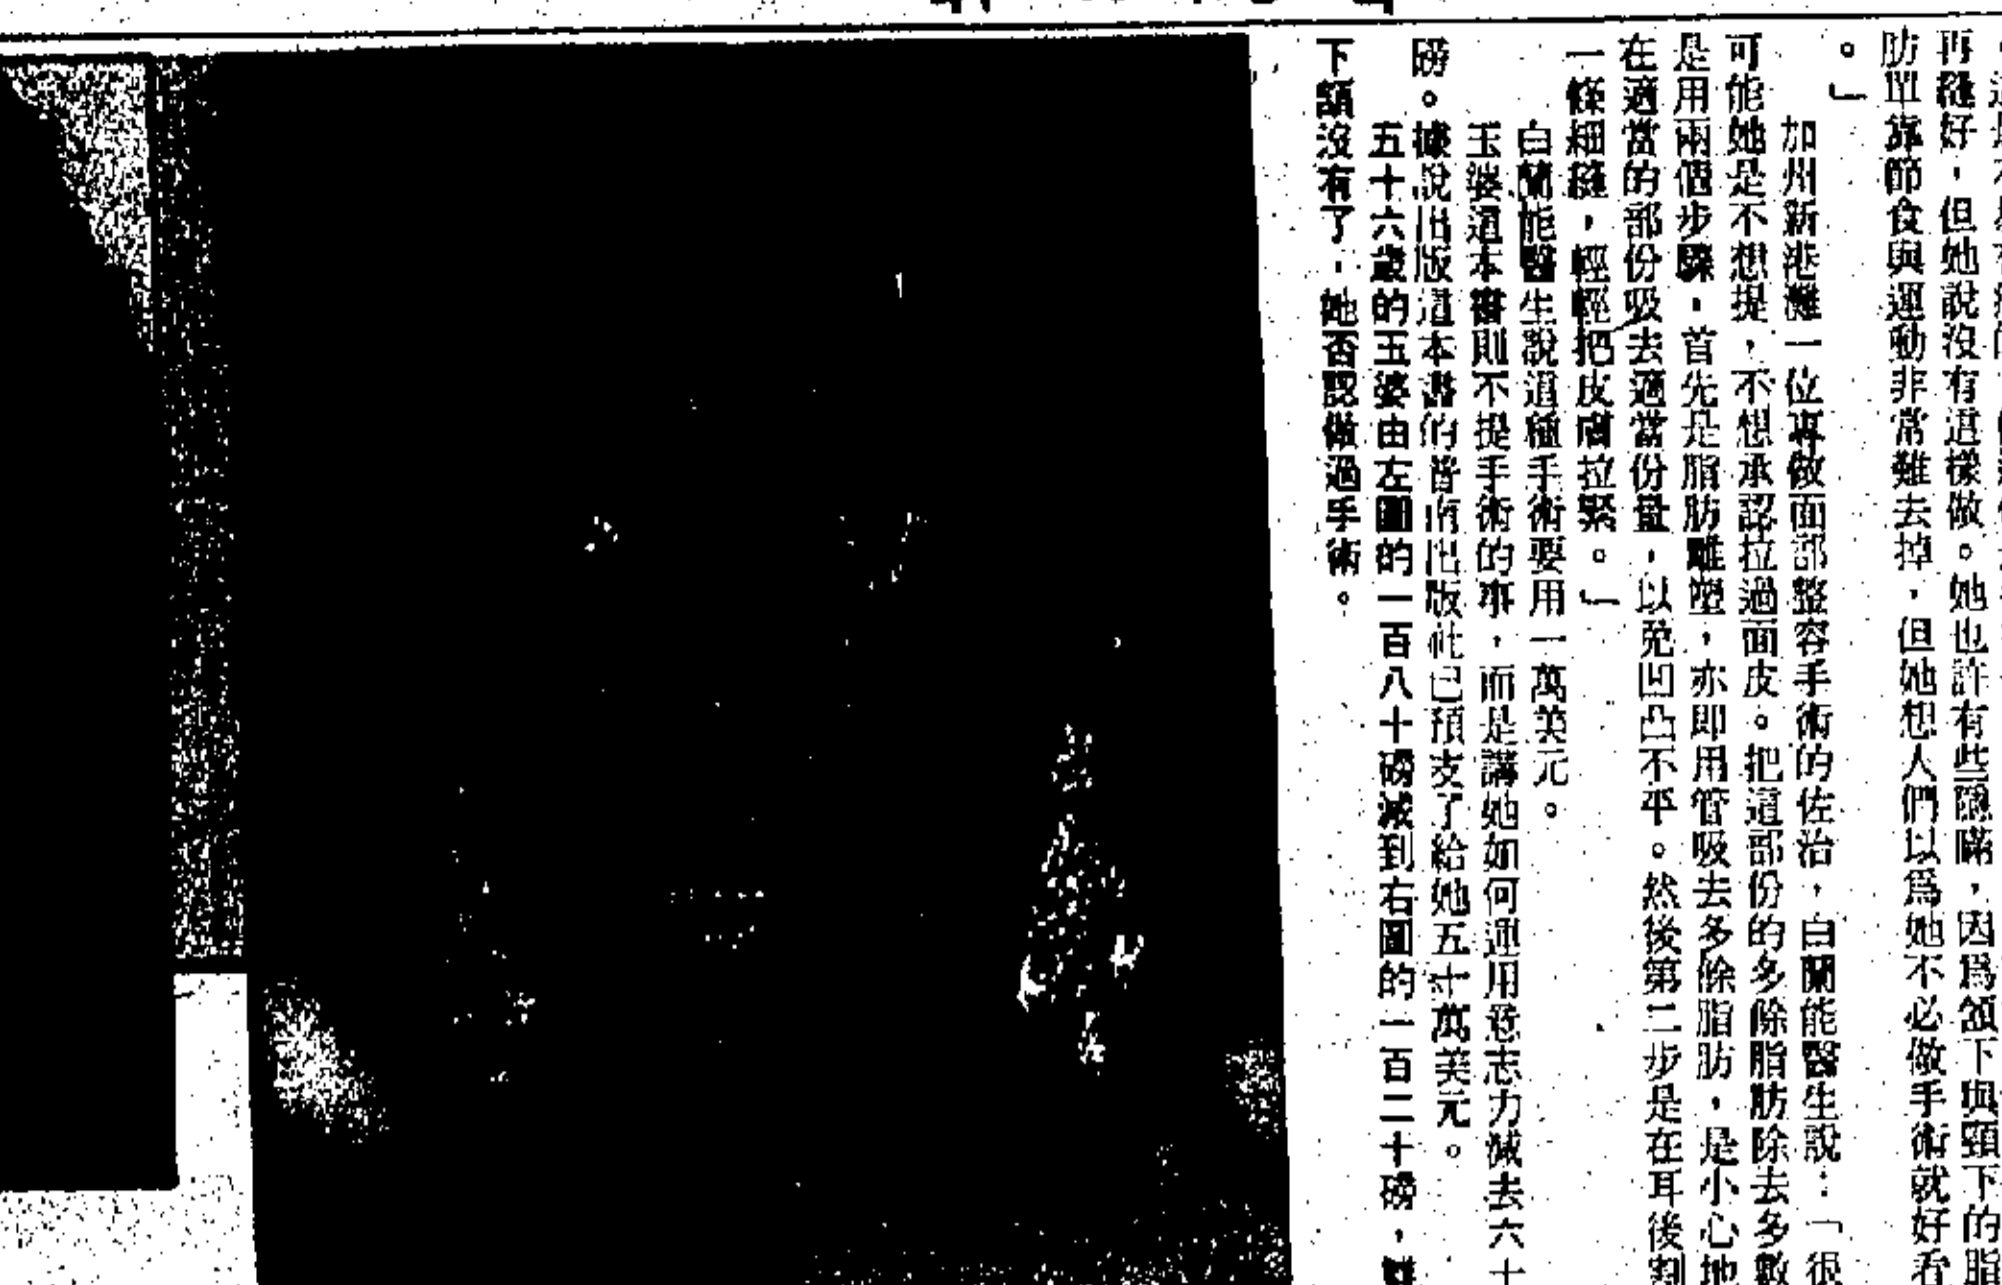 再縫好，但她說沒有這樣做。她也許有些隱瞞，因爲頷下與頸下的脂
肪單靠節食與運動非常難去掉，但她想人們以爲她不必做手術就好看
。」
加州新港灘一位專做面部整容手術的佐治，白蘭能醫生說：「很
可能她是不想提，不想承認拉過面皮。把這部份的多餘脂肪除去多數
是用兩個步驟，首先是脂肪雕塑，亦即用管吸去多餘脂肪，是小心地
在適當的部份吸去適當份量，以免凹凸不平。然後第二步是在耳後割
一條細縫，輕輕把皮膚拉緊。」
白蘭能醫生說這種手術要用一萬美元。
玉婆這本書則不提手術的事，而是講她如何運用意志力減去六十
磅。據說出版這本書的普南出版社已預支了給她五十萬美元。
五十六歲的玉婆由左圖的一百八十磅減到右圖的一百二十磅，雙
下頷沒有了，她否認做過手術。